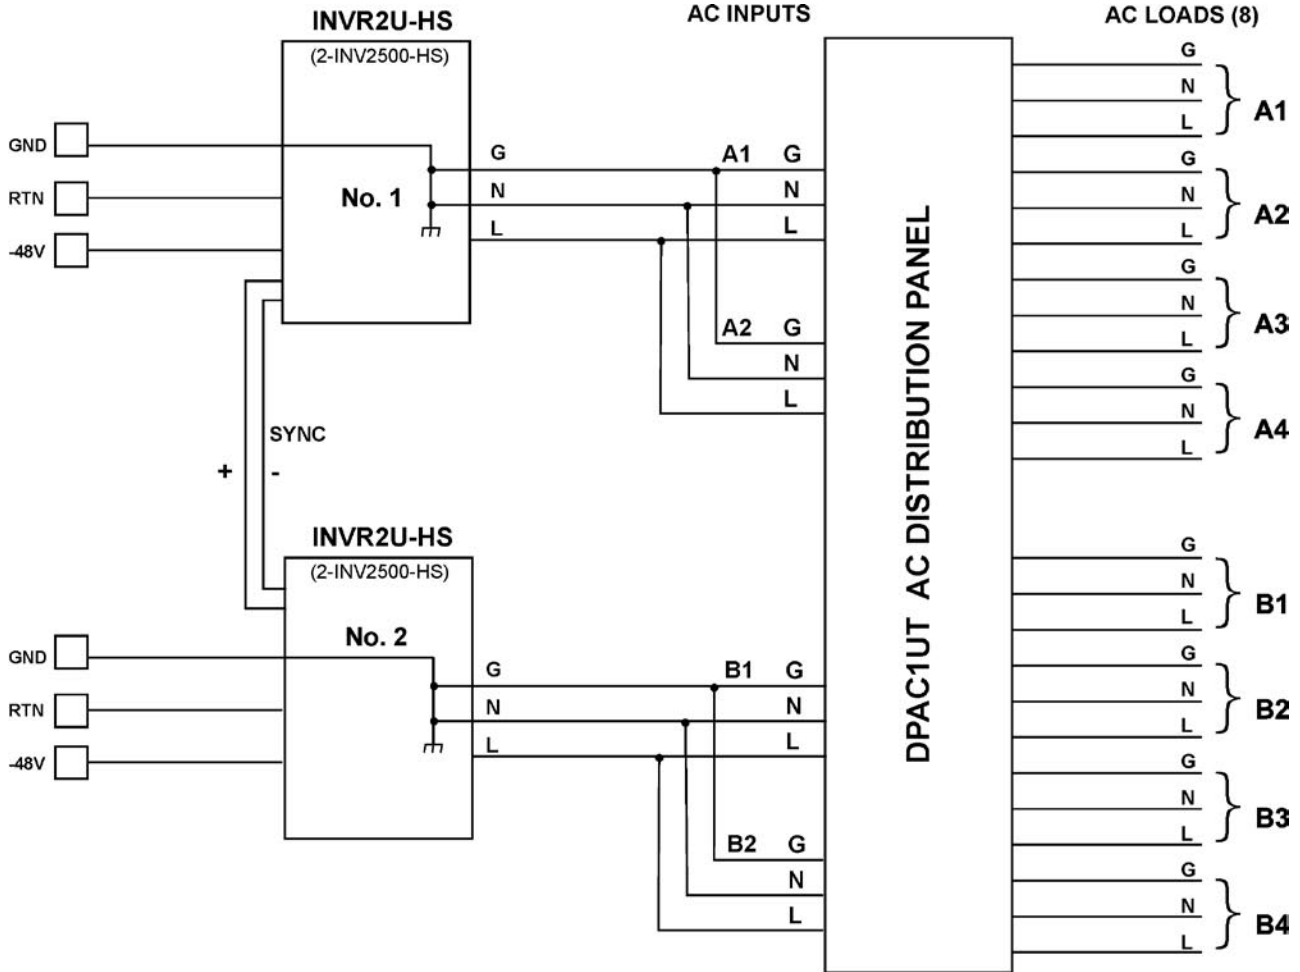 INVR2U-HS
(2-INV2500-HS)
AC INPUTS
AC LOADS (8)
GND
RTN
-48V
No. 1
G
N
L
A1 G
N
L
A2 G
N
L
SYNC
+ -
INVR2U-HS
(2-INV2500-HS)
GND
RTN
-48V
No. 2
G
N
L
B1 G
N
L
B2 G
N
L
DPAC1UT AC DISTRIBUTION PANEL
G
N
L
A1
G
N
L
A2
G
N
L
A3
G
N
L
A4
G
N
L
B1
G
N
L
B2
G
N
L
B3
G
N
L
B4